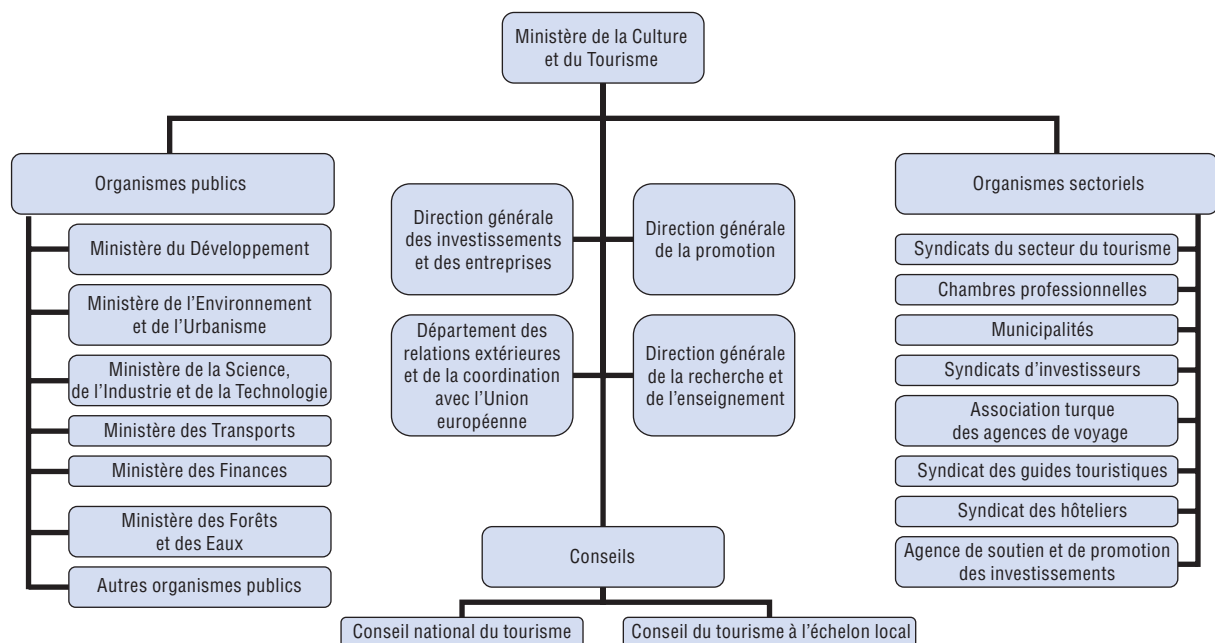 Ministère de la Culture
et du Tourisme
Organismes publics
Ministère du Développement
Ministère de l'Environnement
et de l'Urbanisme
Ministère de la Science,
de l'Industrie et de la Technologie
Ministère des Transports
Ministère des Finances
Ministère des Forêts
et des Eaux
Autres organismes publics
Direction générale
des investissements
et des entreprises
Direction générale
de la promotion
Département des
relations extérieures
et de la coordination
avec l'Union
européenne
Direction générale
de la recherche et
de l'enseignement
Conseils
Conseil national du tourisme
Conseil du tourisme à l'échelon local
Organismes sectoriels
Syndicats du secteur du tourisme
Chambres professionnelles
Municipalités
Syndicats d'investisseurs
Association turque
des agences de voyage
Syndicat des guides touristiques
Syndicat des hôteliers
Agence de soutien et de promotion
des investissements